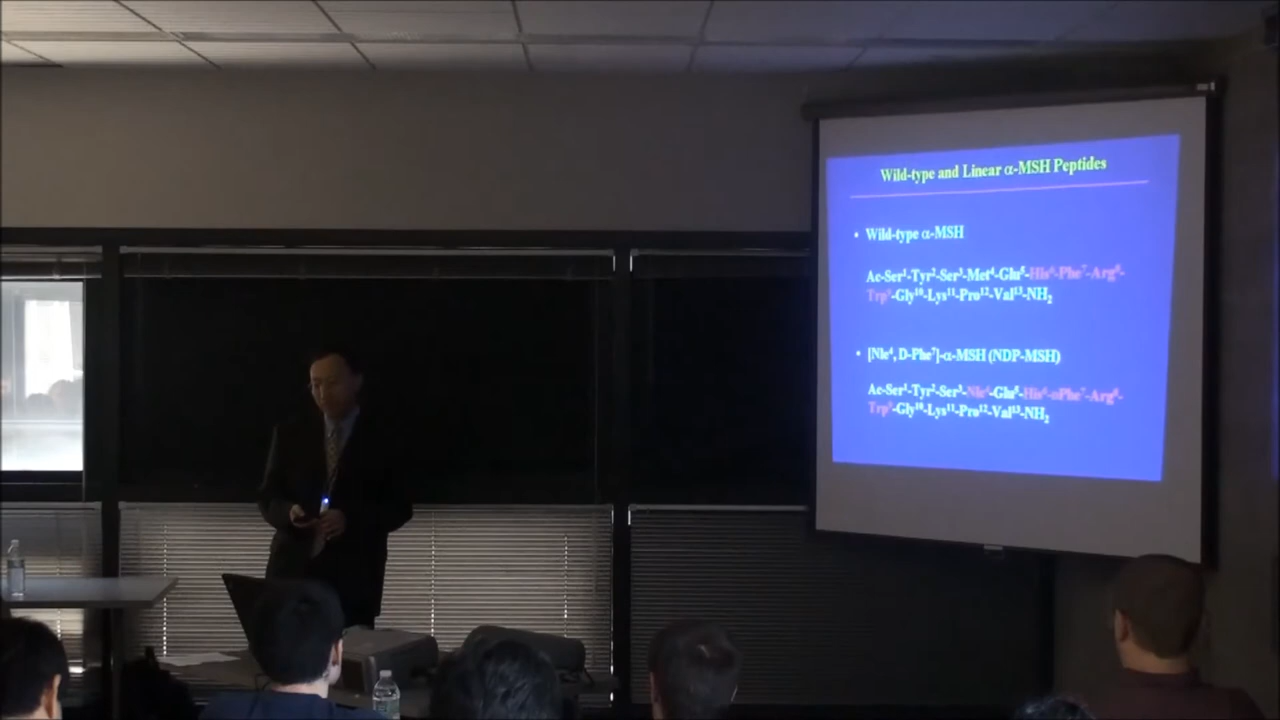 Wild-type and Linear α-MSH Peptides
• Wild-type α-MSH
Ac-Ser¹-Tyr²-Ser³-Met⁴-Glu⁵-His⁶-Phe⁷-Arg⁸-
Trp⁹-Gly¹⁰-Lys¹¹-Pro¹²-Val¹³-NH₂
• [Nle⁴, D-Phe⁷]-α-MSH (NDP-MSH)
Ac-Ser¹-Tyr²-Ser³-Nle⁴-Glu⁵-His⁶-DPhe⁷-Arg⁸-
Trp⁹-Gly¹⁰-Lys¹¹-Pro¹²-Val¹³-NH₂